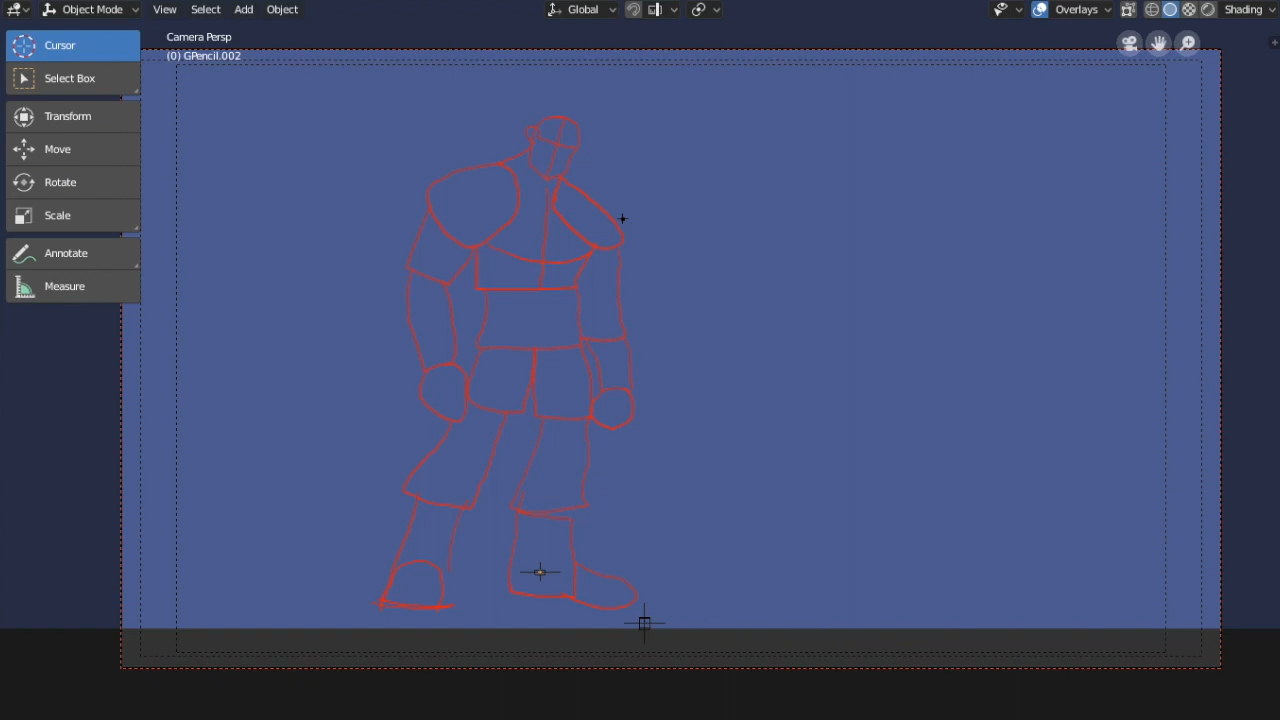 Object Mode View Select Add Object Global Overlays Shading
Camera Persp
(0) GPencil.002
Cursor
Select Box
Transform
Move
Rotate
Scale
Annotate
Measure